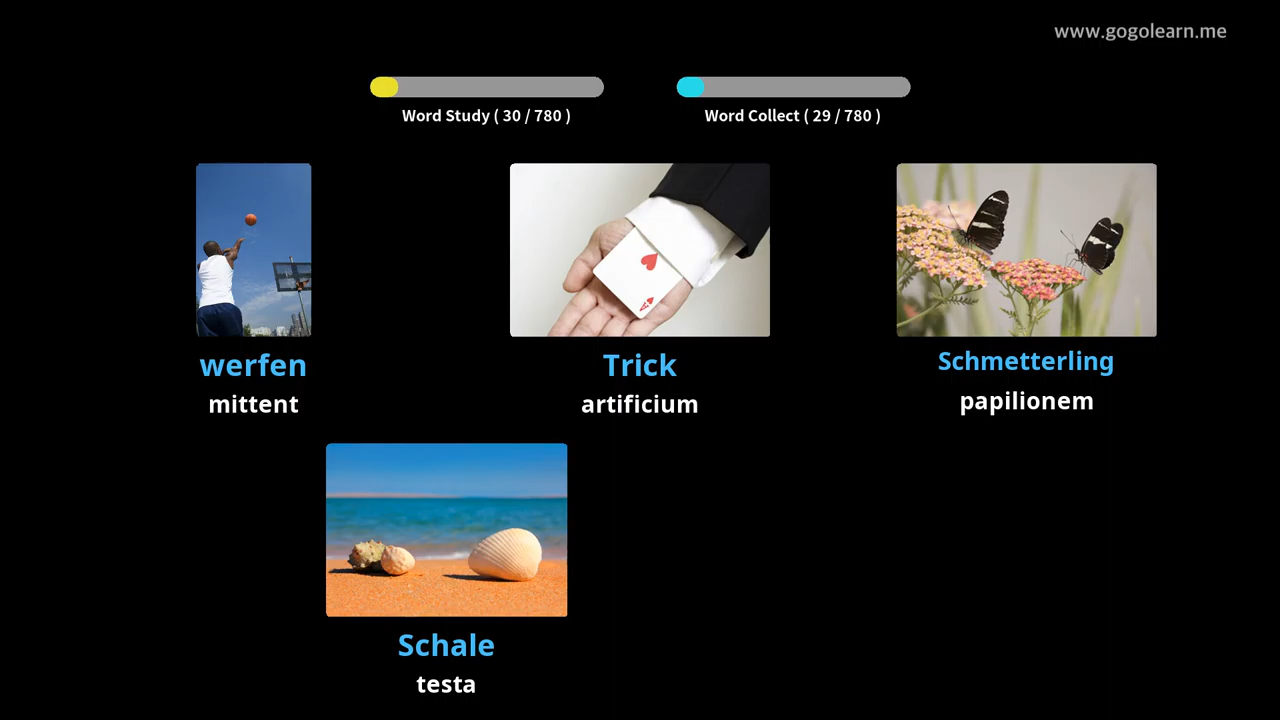 www.gogolearn.me
Word Study ( 30 / 780 )
Word Collect ( 29 / 780 )
werfen
mittent
Trick
artificium
Schmetterling
papilionem
Schale
testa